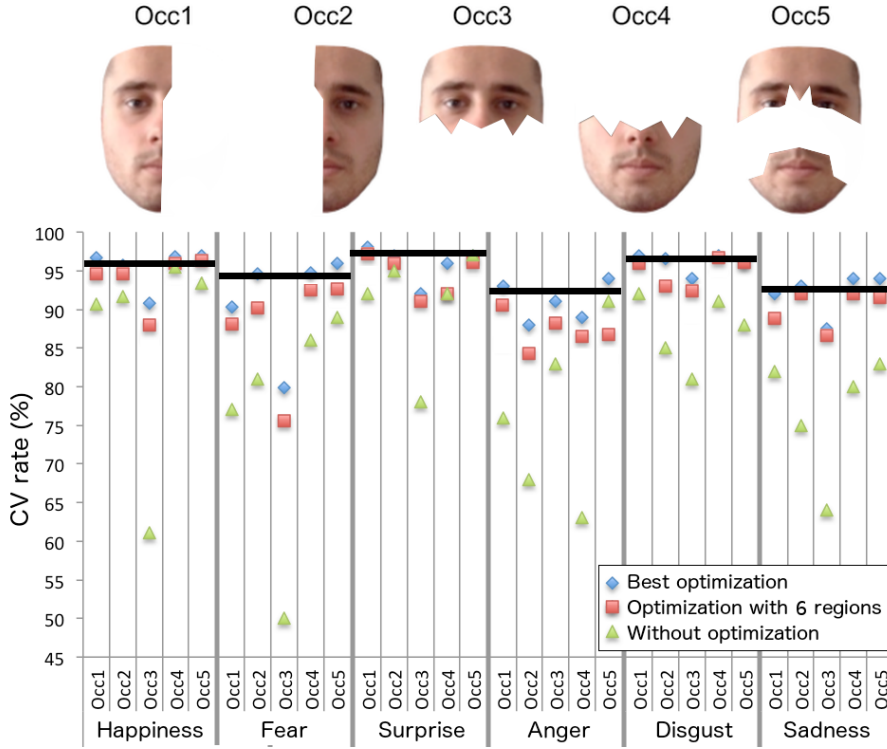 Occ1 Occ2 Occ3 Occ4 Occ5
100
95
90
85
80
75
70
65
60
55
50
45
CV rate (%)
Best optimization
Optimization with 6 regions
Without optimization
Occ1 Occ2 Occ3 Occ4 Occ5 Occ1 Occ2 Occ3 Occ4 Occ5 Occ1 Occ2 Occ3 Occ4 Occ5 Occ1 Occ2 Occ3 Occ4 Occ5 Occ1 Occ2 Occ3 Occ4 Occ5 Occ1 Occ2 Occ3 Occ4 Occ5
Happiness Fear Surprise Anger Disgust Sadness